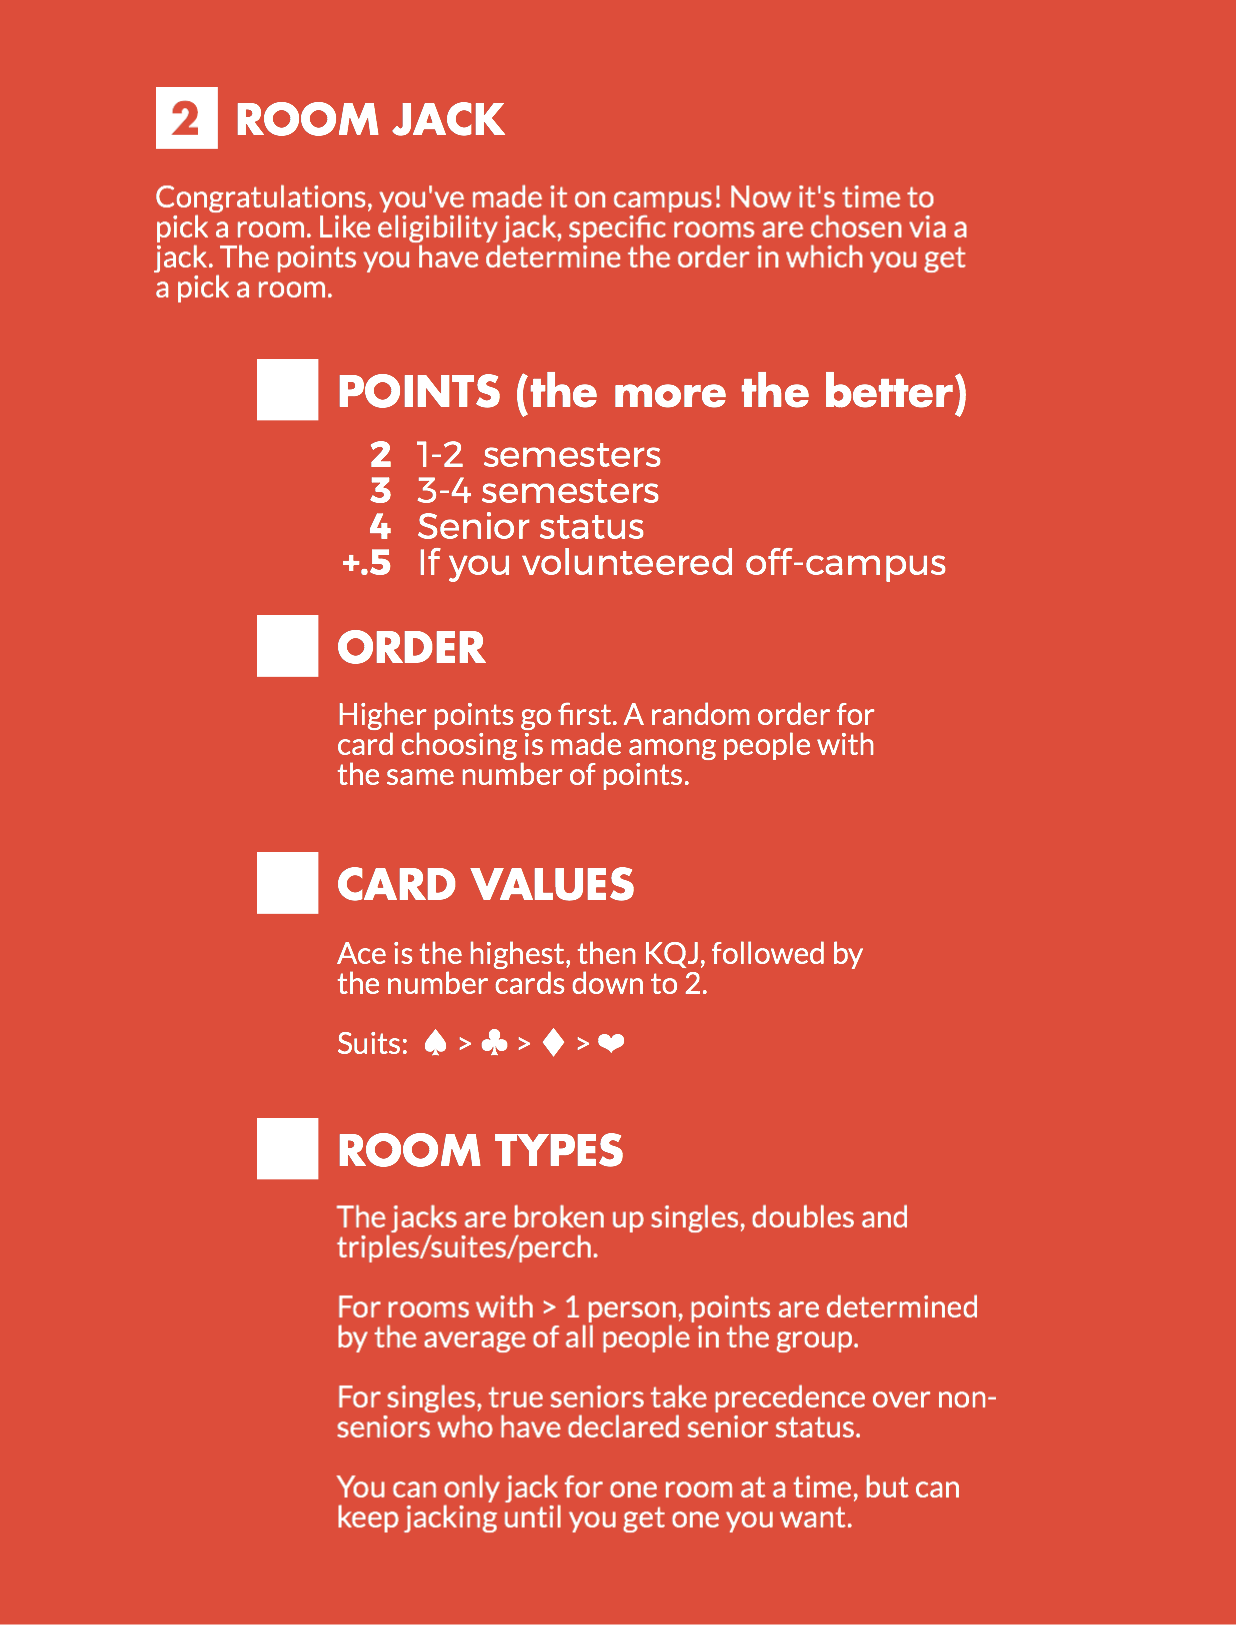 2 ROOM JACK
Congratulations, you've made it on campus! Now it's time to
pick a room. Like eligibility jack, specific rooms are chosen via a
jack. The points you have determine the order in which you get
a pick a room.
POINTS (the more the better)
2 1-2 semesters
3 3-4 semesters
4 Senior status
+.5 If you volunteered off-campus
ORDER
Higher points go first. A random order for
card choosing is made among people with
the same number of points.
CARD VALUES
Ace is the highest, then KQJ, followed by
the number cards down to 2.
Suits: ♠ > ♣ > ♦ > ❤
ROOM TYPES
The jacks are broken up singles, doubles and
triples/suites/perch.
For rooms with > 1 person, points are determined
by the average of all people in the group.
For singles, true seniors take precedence over non-
seniors who have declared senior status.
You can only jack for one room at a time, but can
keep jacking until you get one you want.